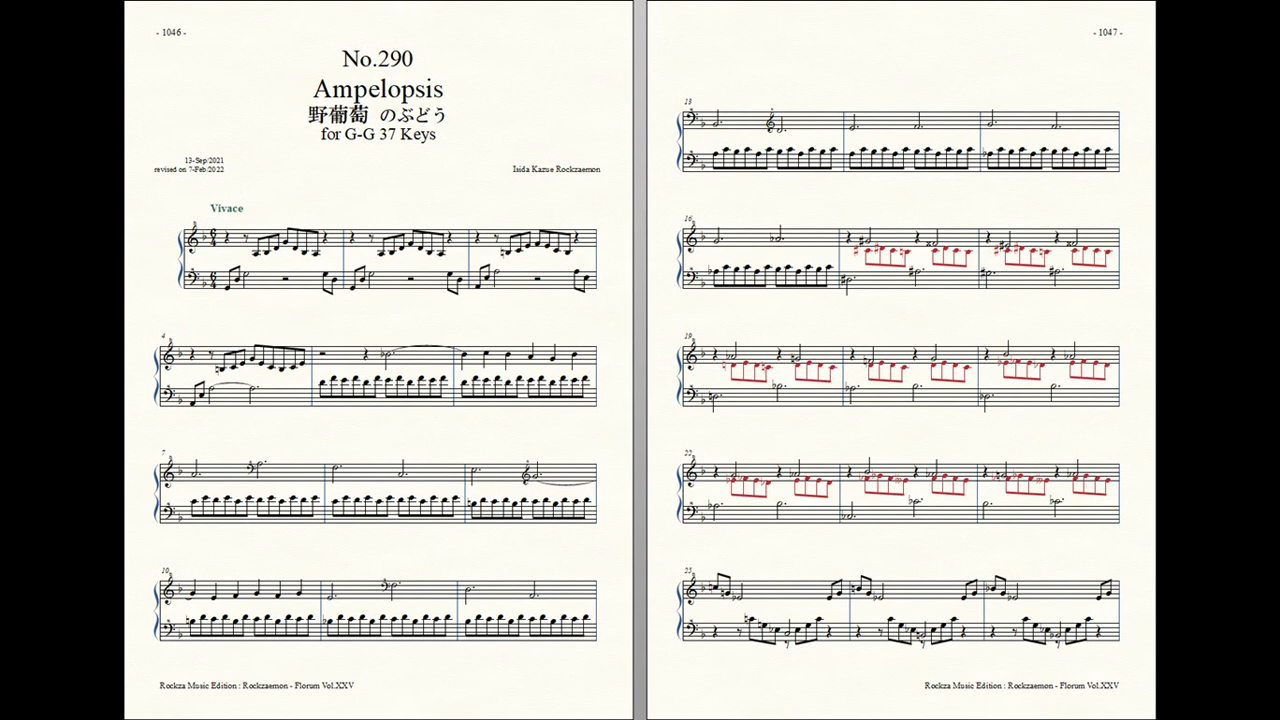 - 1046 -
No.290
Ampelopsis
野葡萄 のぶどう
for G-G 37 Keys
13-Sep/2021
revised on 7-Feb/2022
Isida Kazue Rockzaemon
Vivace
4
7
10
Rockza Music Edition : Rockzaemon - Florum Vol.XXV
- 1047 -
13
16
19
22
25
Rockza Music Edition : Rockzaemon - Florum Vol.XXV